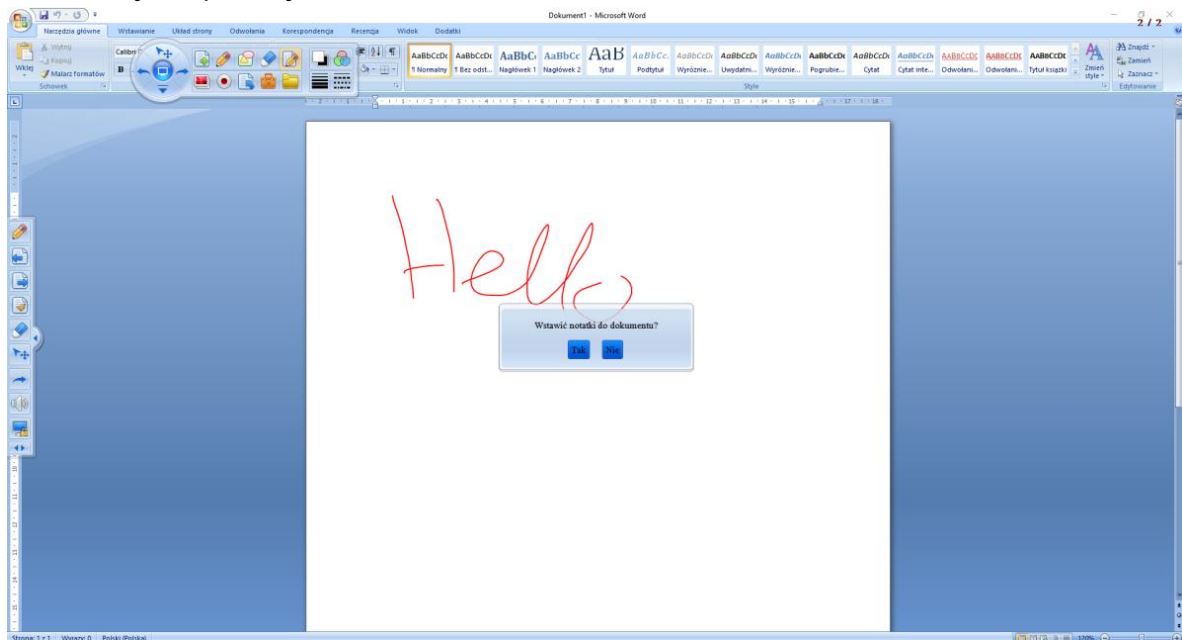 Dokument1 - Microsoft Word
2 / 2
Narzędzia główne Wstawianie Układ strony Odwołania Korespondencja Recenzja Widok Dodatki
Wklej
Wytnij
Kopiuj
Malarz formatów
Schowek
Calibri
B
AaBbCcDc AaBbCcDc AaBbC AaBbCc AaB AaBbCc. AaBbCcDc AaBbCcDc AaBbCcDc AaBbCcDc AaBbCcDc AaBbCcDc AaBbCcDc AaBbCcDc AaBbCcDc
¶ Normalny ¶ Bez odst... Nagłówek 1 Nagłówek 2 Tytuł Podtytuł Wyróżnie... Uwydatni... Wyróżnie... Pogrubie... Cytat Cytat inte... Odwołani... Odwołani... Tytuł książki
Zmień style
Znajdź
Zamień
Zaznacz
Style
Edytowanie
Hello
Wstawić notatki do dokumentu?
Tak Nie
Strona: 1 z 1 Wyrazy: 0 Polski (Polska)
120%